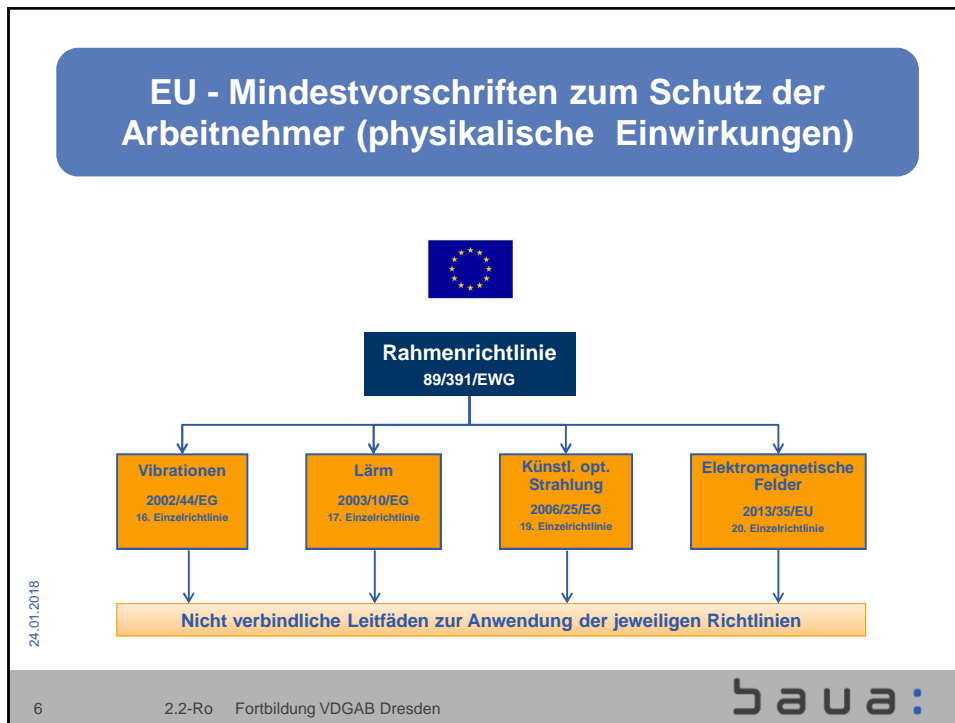 EU - Mindestvorschriften zum Schutz der
Arbeitnehmer (physikalische Einwirkungen)
Rahmenrichtlinie
89/391/EWG
Vibrationen
2002/44/EG
16. Einzelrichtlinie
Lärm
2003/10/EG
17. Einzelrichtlinie
Künstl. opt.
Strahlung
2006/25/EG
19. Einzelrichtlinie
Elektromagnetische
Felder
2013/35/EU
20. Einzelrichtlinie
Nicht verbindliche Leitfäden zur Anwendung der jeweiligen Richtlinien
24.01.2018
6 2.2-Ro Fortbildung VDGAB Dresden
baua: